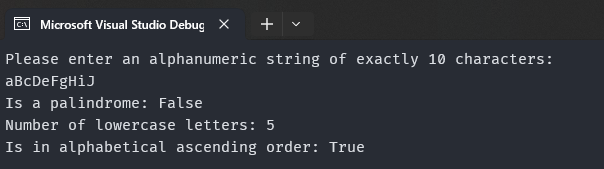 Microsoft Visual Studio Debug
Please enter an alphanumeric string of exactly 10 characters:
aBcDeFgHiJ
Is a palindrome: False
Number of lowercase letters: 5
Is in alphabetical ascending order: True